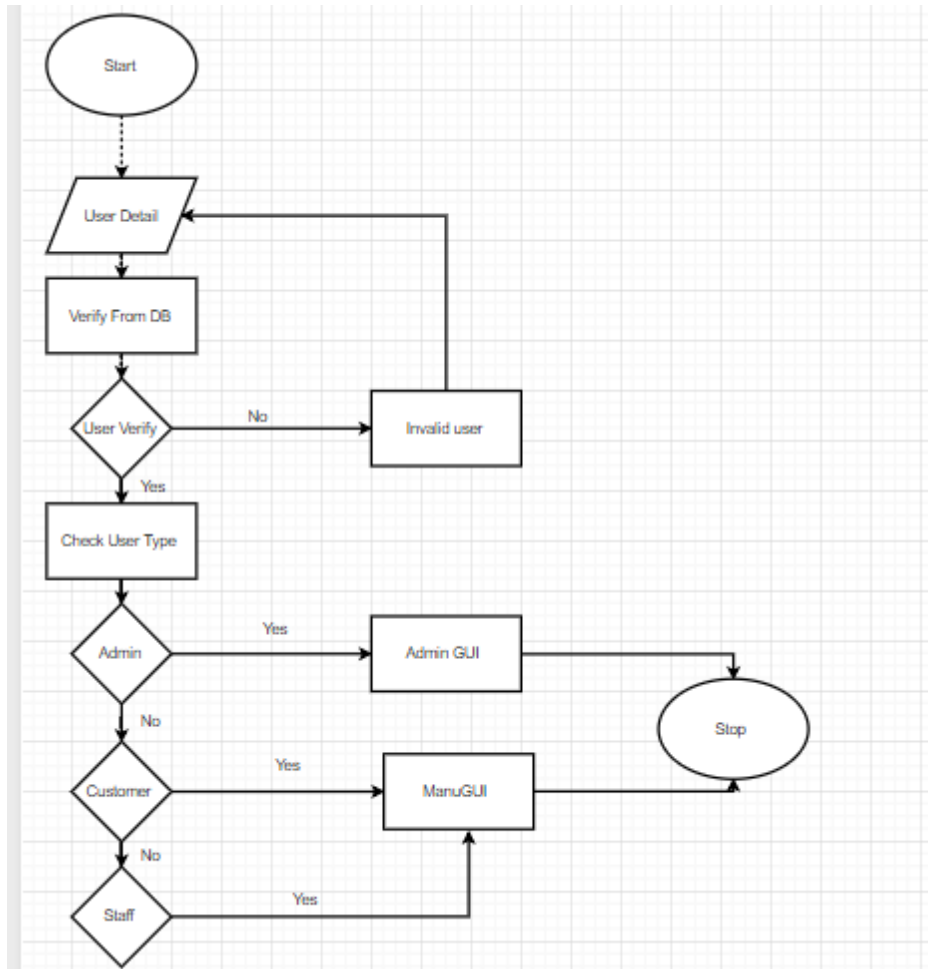 Start
User Detail
Verify From DB
User Verify
No
Invalid user
Yes
Check User Type
Admin
Yes
Admin GUI
Stop
No
Customer
Yes
ManuGUI
No
Staff
Yes